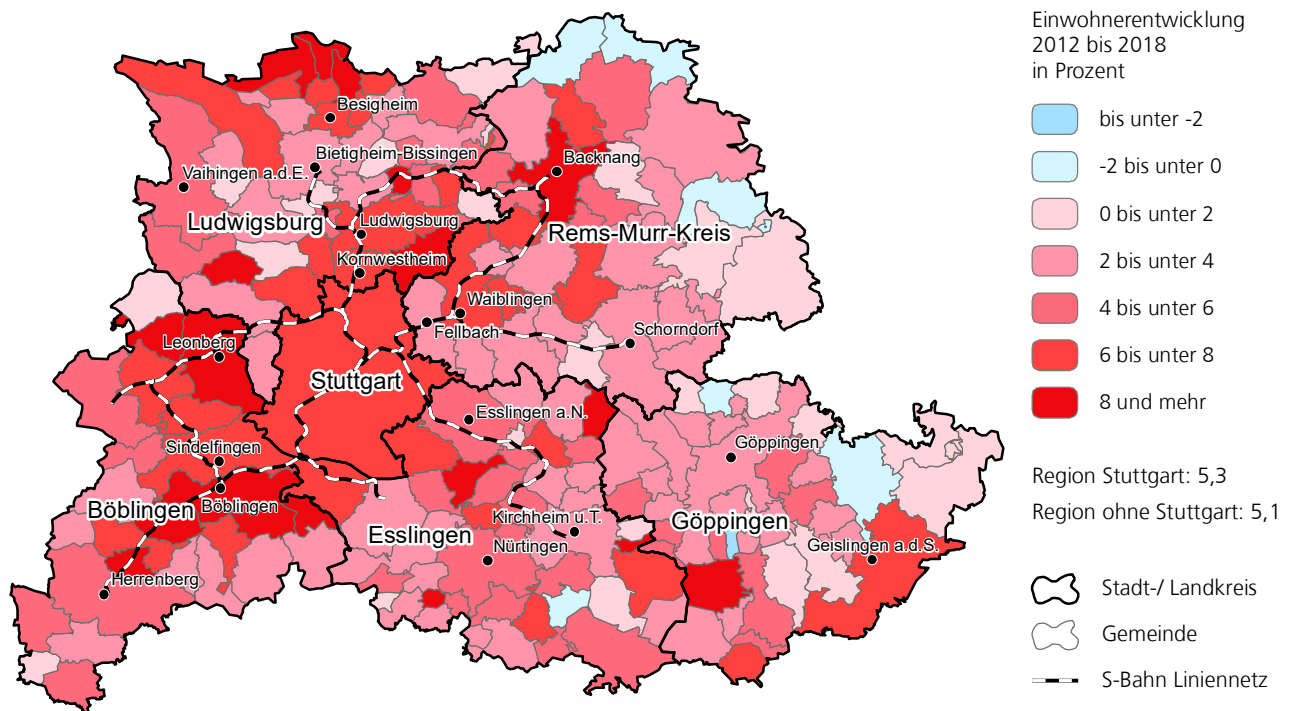 Einwohnerentwicklung
2012 bis 2018
in Prozent
bis unter -2
-2 bis unter 0
0 bis unter 2
2 bis unter 4
4 bis unter 6
6 bis unter 8
8 und mehr
Region Stuttgart: 5,3
Region ohne Stuttgart: 5,1
Stadt-/ Landkreis
Gemeinde
S-Bahn Liniennetz
Besigheim
Bietigheim-Bissingen
Backnang
Vaihingen a.d.E.
Ludwigsburg
Ludwigsburg
Rems-Murr-Kreis
Kornwestheim
Waiblingen
Fellbach
Schorndorf
Leonberg
Stuttgart
Esslingen a.N.
Göppingen
Sindelfingen
Böblingen
Böblingen
Esslingen
Kirchheim u.T.
Göppingen
Nürtingen
Geislingen a.d.S.
Herrenberg